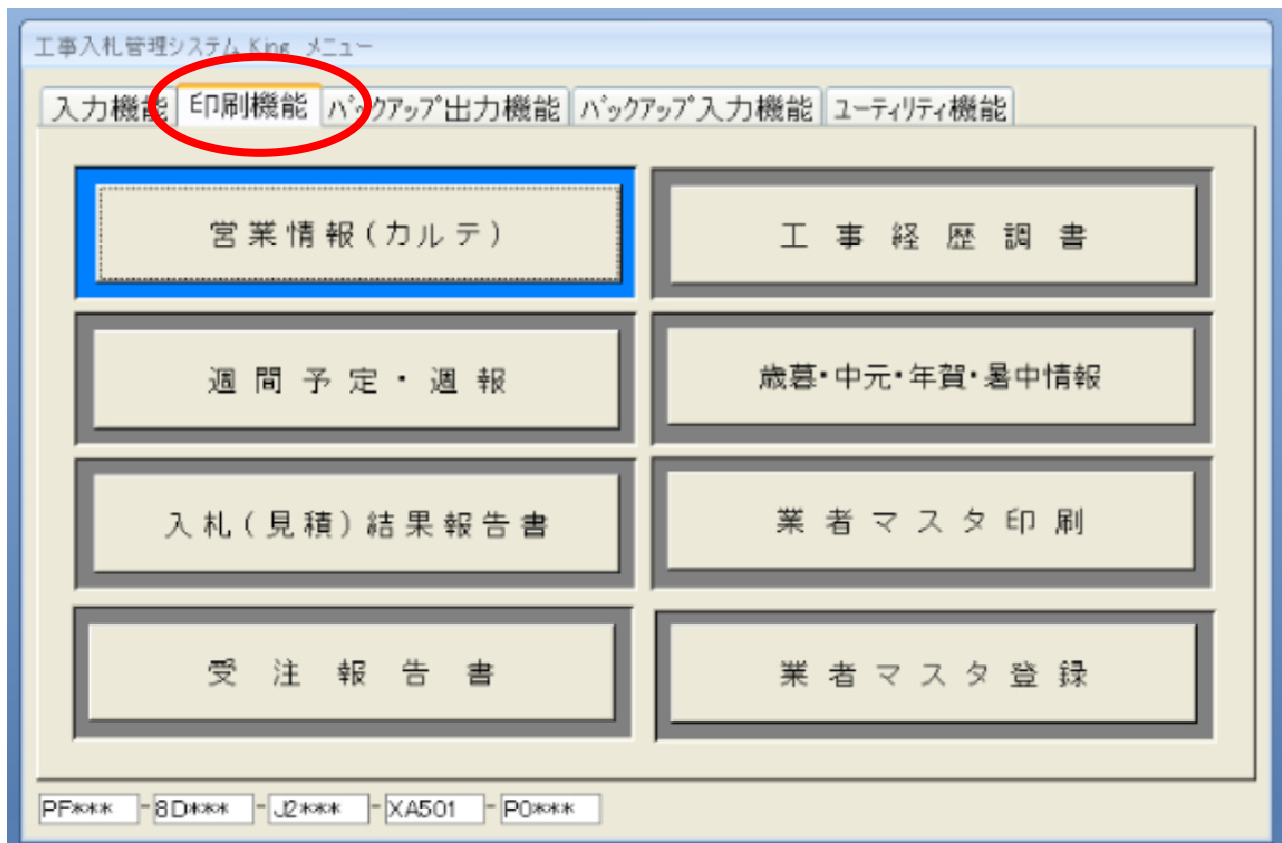 工事入札管理システム King メニュー
入力機能 印刷機能 バックアップ出力機能 バックアップ入力機能 ユーティリティ機能
営業情報(カルテ) 工事経歴調書
週間予定・週報 歳暮・中元・年賀・暑中情報
入札(見積)結果報告書 業者マスタ印刷
受注報告書 業者マスタ登録
PF*** - 8D*** - J2*** - XA501 - P0***